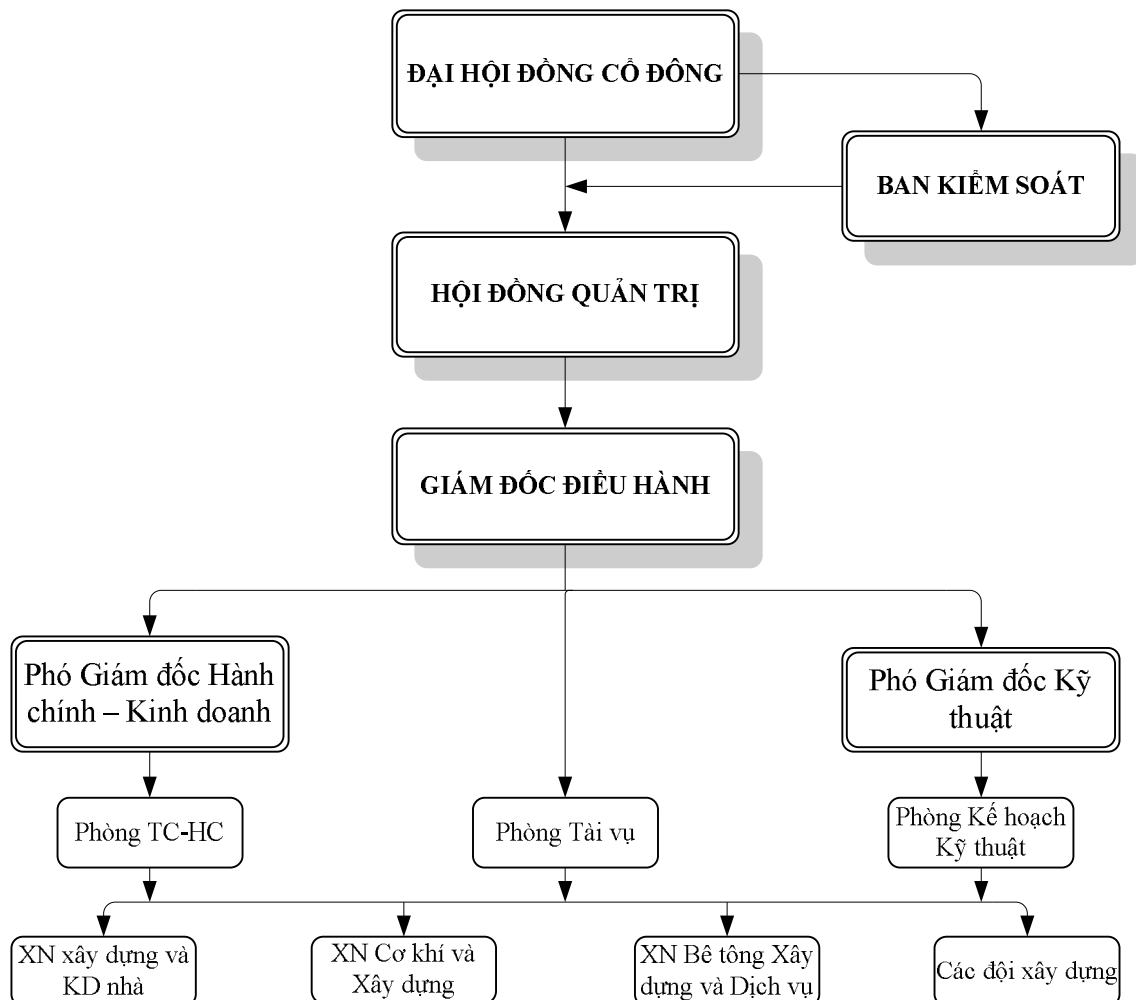 ĐẠI HỘI ĐỒNG CỔ ĐÔNG
BAN KIỂM SOÁT
HỘI ĐỒNG QUẢN TRỊ
GIÁM ĐỐC ĐIỀU HÀNH
Phó Giám đốc Hành
chính – Kinh doanh
Phó Giám đốc Kỹ
thuật
Phòng TC-HC
Phòng Tài vụ
Phòng Kế hoạch
Kỹ thuật
XN xây dựng và
KD nhà
XN Cơ khí và
Xây dựng
XN Bê tông Xây
dựng và Dịch vụ
Các đội xây dựng